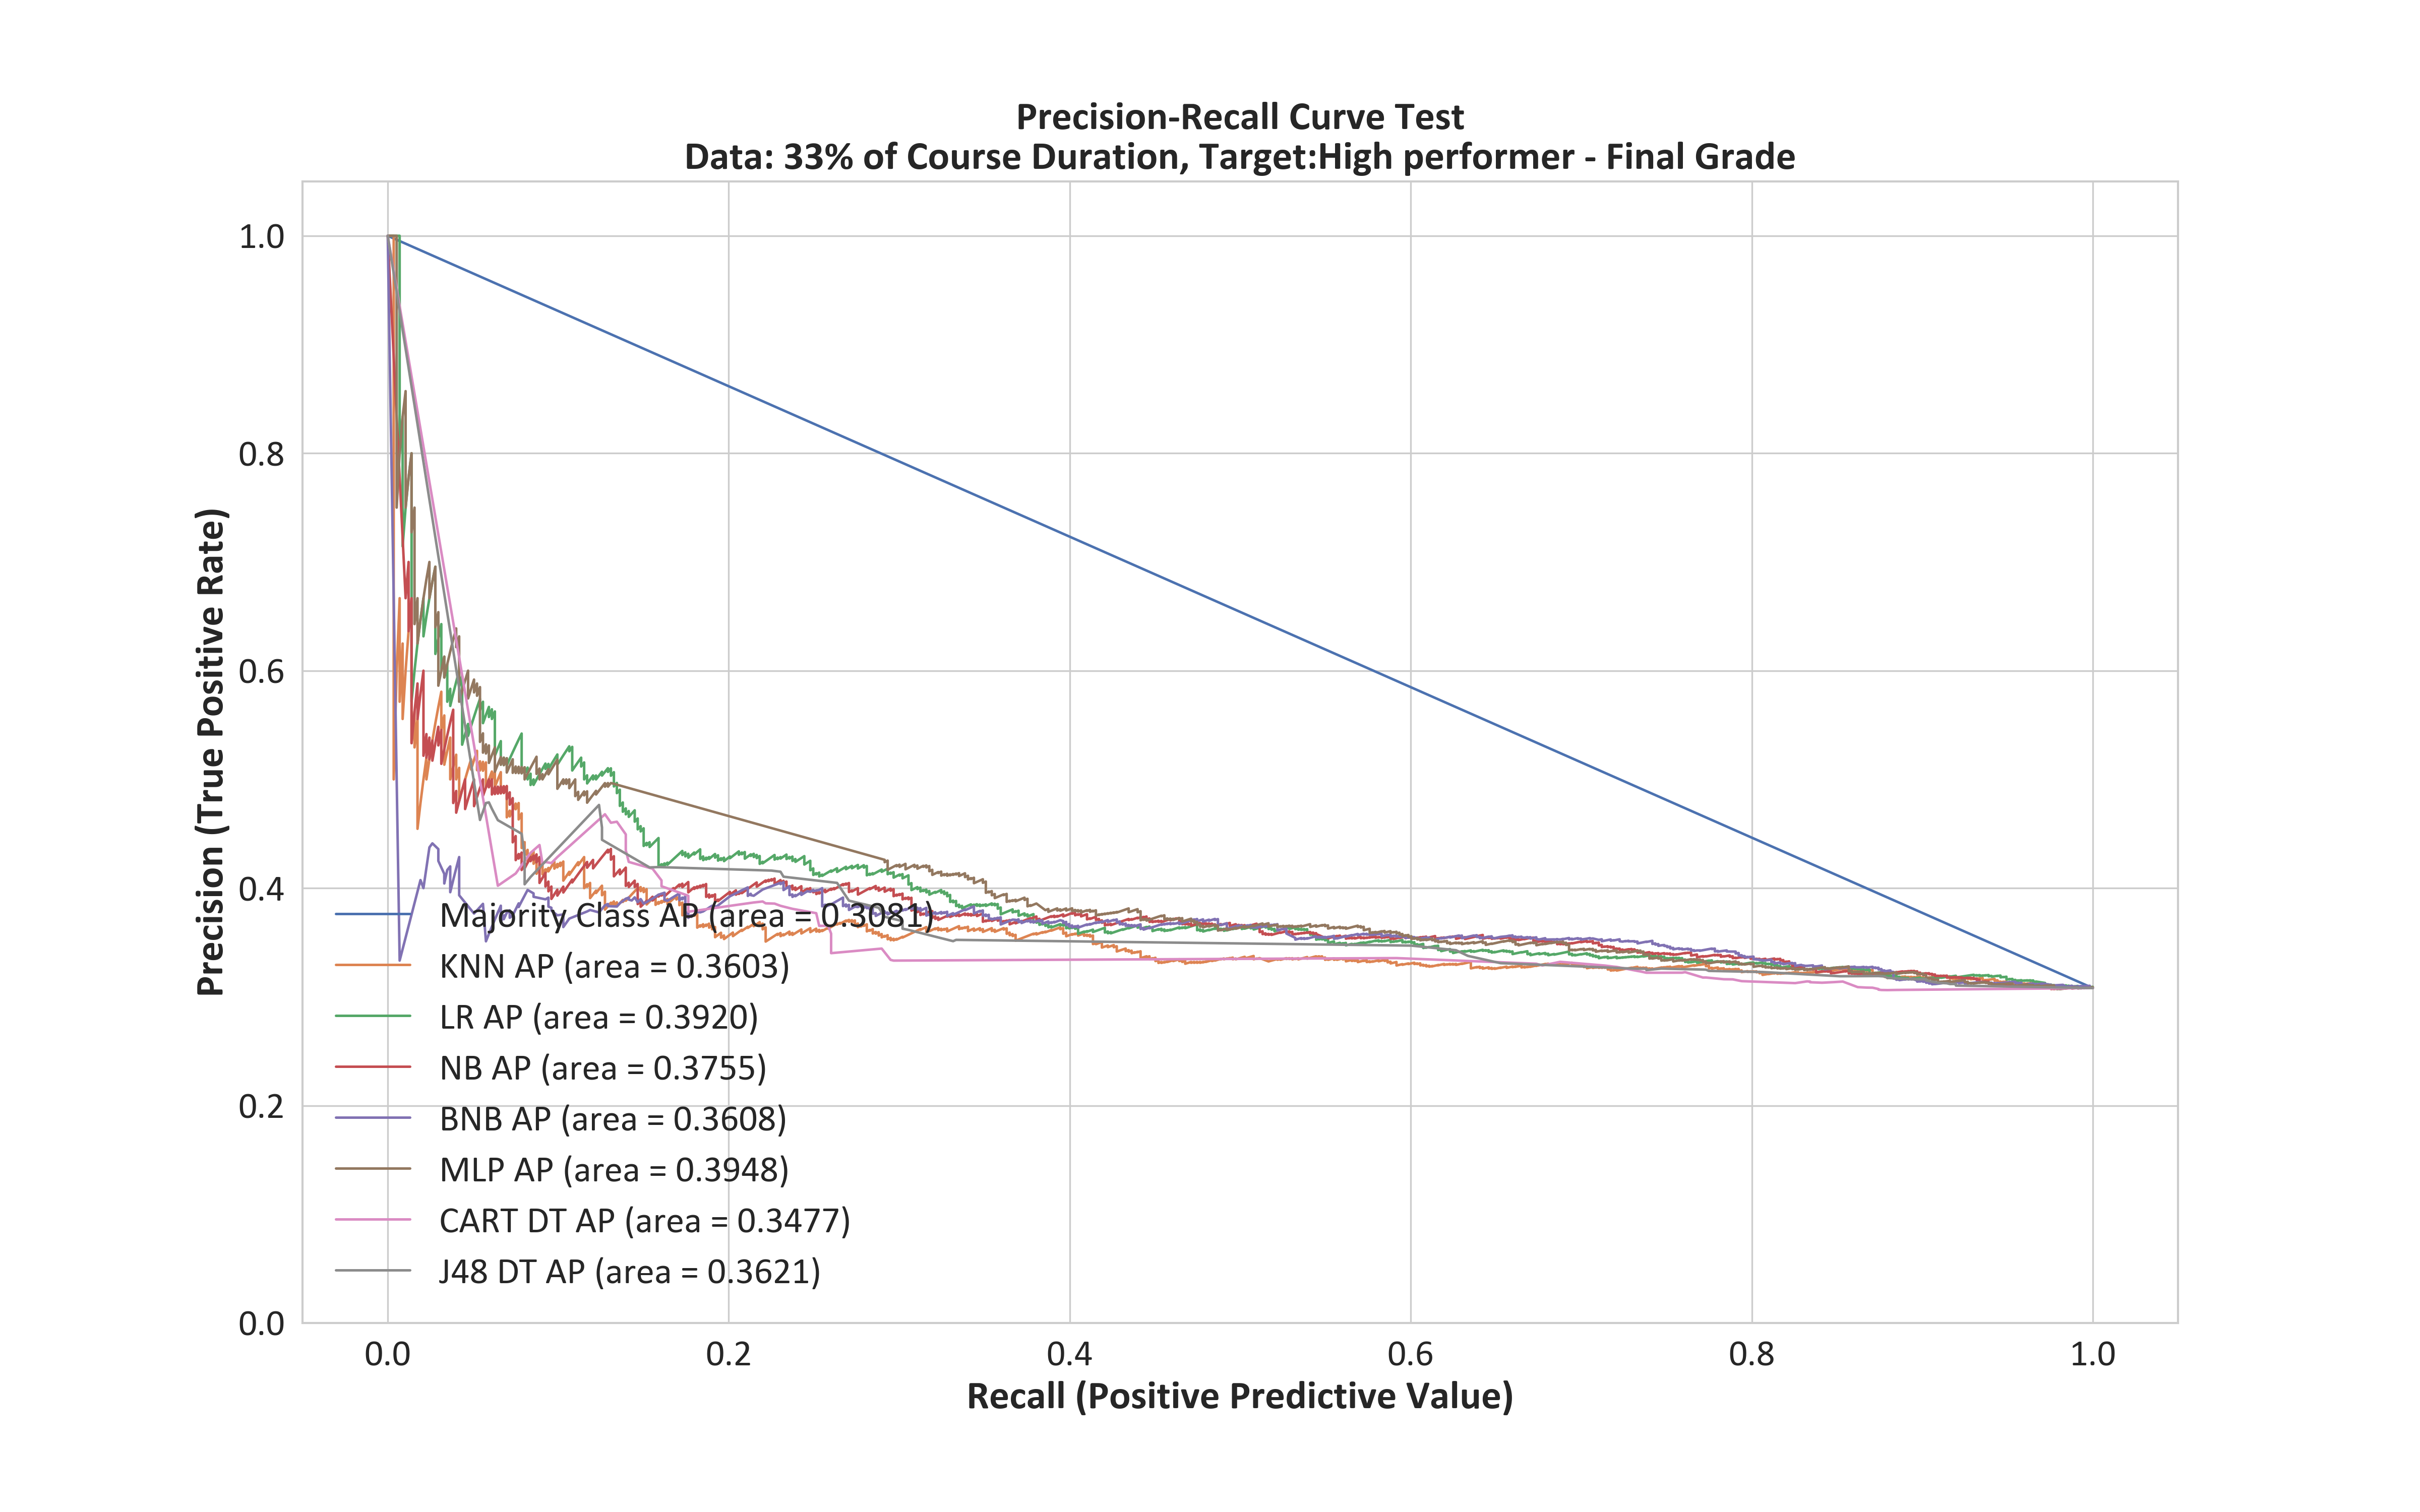 Precision-Recall Curve Test
Data: 33% of Course Duration, Target:High performer - Final Grade
Precision (True Positive Rate)
1.0
0.8
0.6
0.4
0.2
0.0
Majority Class AP (area = 0.3081)
KNN AP (area = 0.3603)
LR AP (area = 0.3920)
NB AP (area = 0.3755)
BNB AP (area = 0.3608)
MLP AP (area = 0.3948)
CART DT AP (area = 0.3477)
J48 DT AP (area = 0.3621)
0.0 0.2 0.4 0.6 0.8 1.0
Recall (Positive Predictive Value)